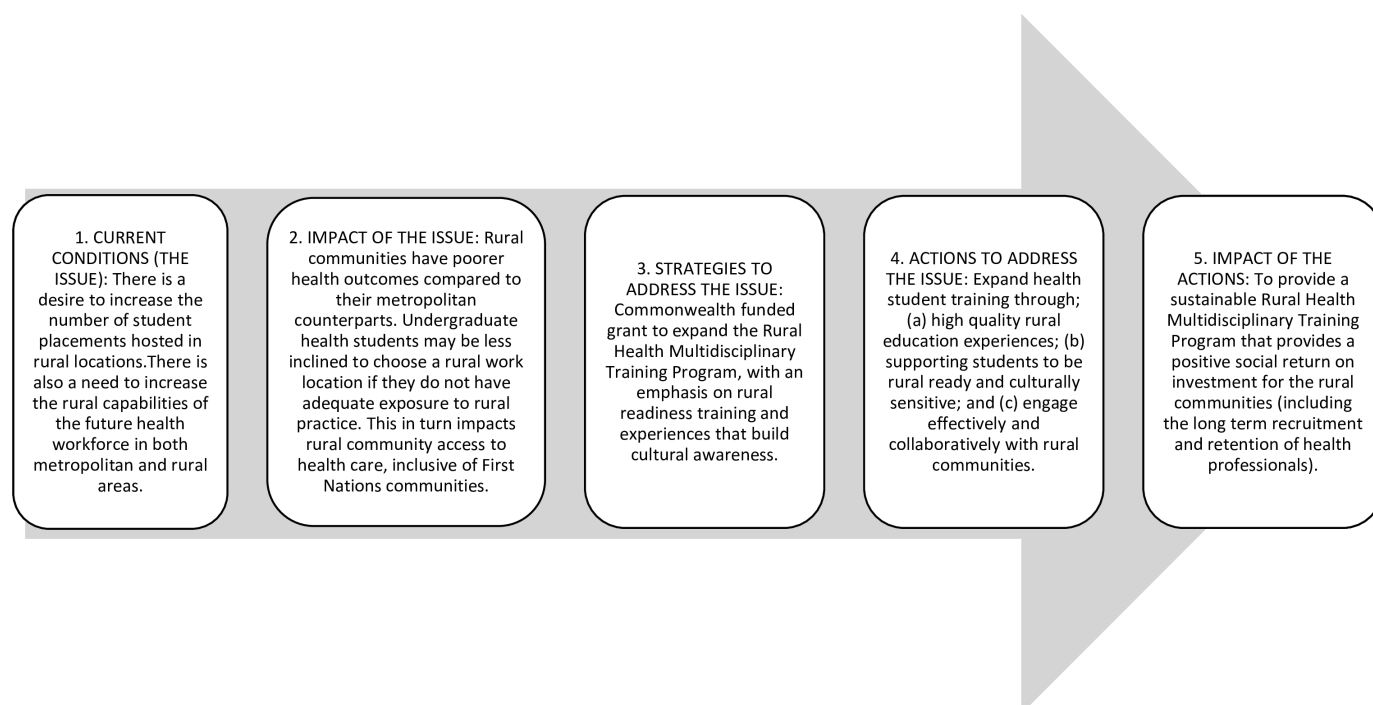 1. CURRENT
CONDITIONS (THE
ISSUE): There is a
desire to increase the
number of student
placements hosted in
rural locations.There is
also a need to increase
the rural capabilities of
the future health
workforce in both
metropolitan and rural
areas.
2. IMPACT OF THE ISSUE: Rural
communities have poorer
health outcomes compared to
their metropolitan
counterparts. Undergraduate
health students may be less
inclined to choose a rural work
location if they do not have
adequate exposure to rural
practice. This in turn impacts
rural community access to
health care, inclusive of First
Nations communities.
3. STRATEGIES TO
ADDRESS THE ISSUE:
Commonwealth funded
grant to expand the Rural
Health Multidisciplinary
Training Program, with an
emphasis on rural
readiness training and
experiences that build
cultural awareness.
4. ACTIONS TO ADDRESS
THE ISSUE: Expand health
student training through;
(a) high quality rural
education experiences; (b)
supporting students to be
rural ready and culturally
sensitive; and (c) engage
effectively and
collaboratively with rural
communities.
5. IMPACT OF THE
ACTIONS: To provide a
sustainable Rural Health
Multidisciplinary Training
Program that provides a
positive social return on
investment for the rural
communities (including
the long term recruitment
and retention of health
professionals).